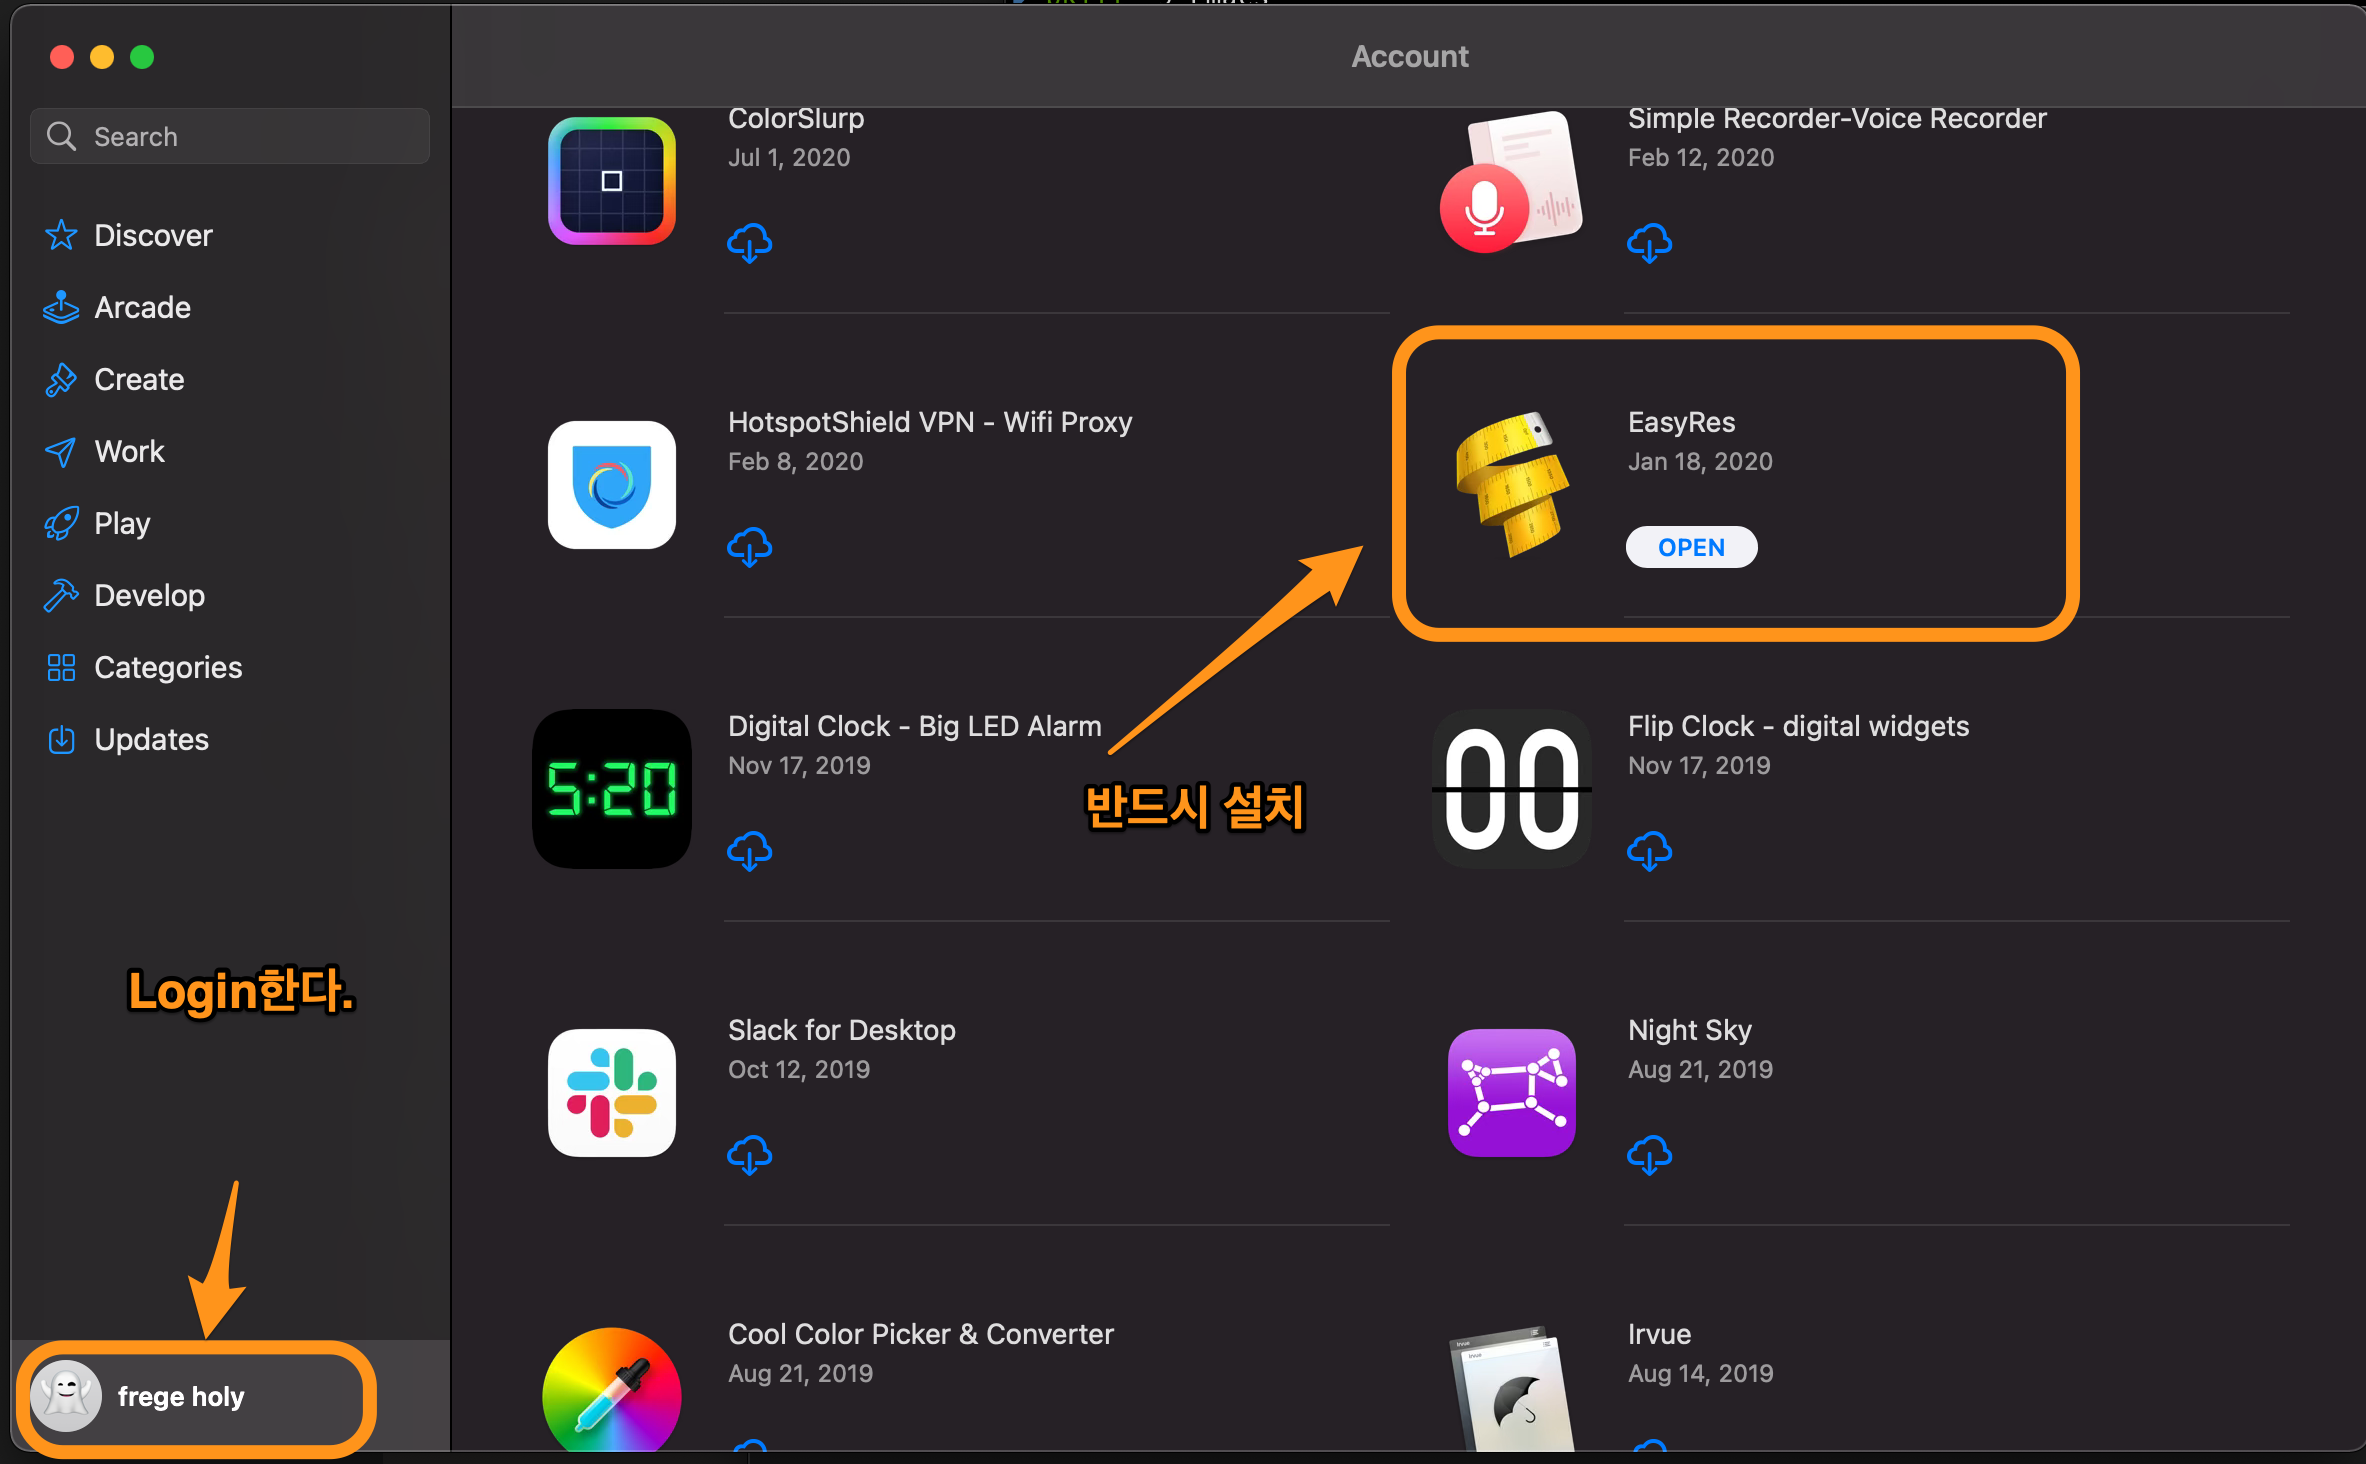 Account
Search
Discover
Arcade
Create
Work
Play
Develop
Categories
Updates
Login한다.
frege holy
ColorSlurp
Jul 1, 2020
Simple Recorder-Voice Recorder
Feb 12, 2020
HotspotShield VPN - Wifi Proxy
Feb 8, 2020
EasyRes
Jan 18, 2020
OPEN
반드시 설치
Digital Clock - Big LED Alarm
Nov 17, 2019
5:20
Flip Clock - digital widgets
Nov 17, 2019
00
Slack for Desktop
Oct 12, 2019
Night Sky
Aug 21, 2019
Cool Color Picker & Converter
Aug 21, 2019
Irvue
Aug 14, 2019